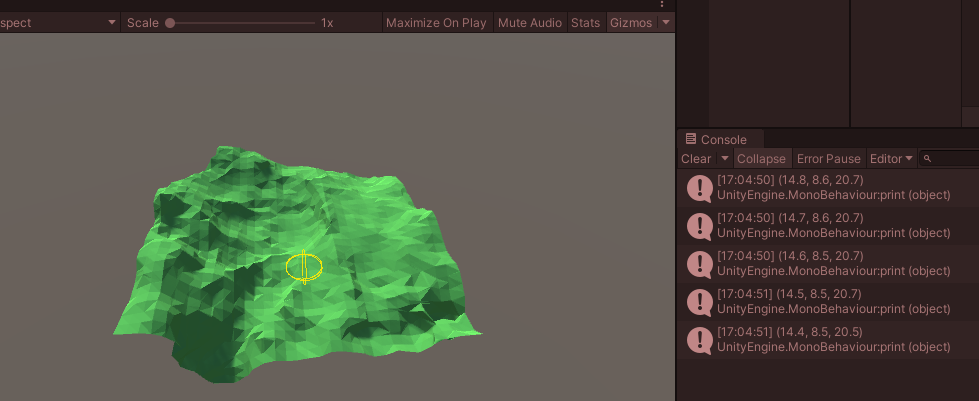 spect Scale 1x Maximize On Play Mute Audio Stats Gizmos
Console
Clear Collapse Error Pause Editor
[17:04:50] (14.8, 8.6, 20.7)
UnityEngine.MonoBehaviour:print (object)
[17:04:50] (14.7, 8.6, 20.7)
UnityEngine.MonoBehaviour:print (object)
[17:04:50] (14.6, 8.5, 20.7)
UnityEngine.MonoBehaviour:print (object)
[17:04:51] (14.5, 8.5, 20.7)
UnityEngine.MonoBehaviour:print (object)
[17:04:51] (14.4, 8.5, 20.5)
UnityEngine.MonoBehaviour:print (object)